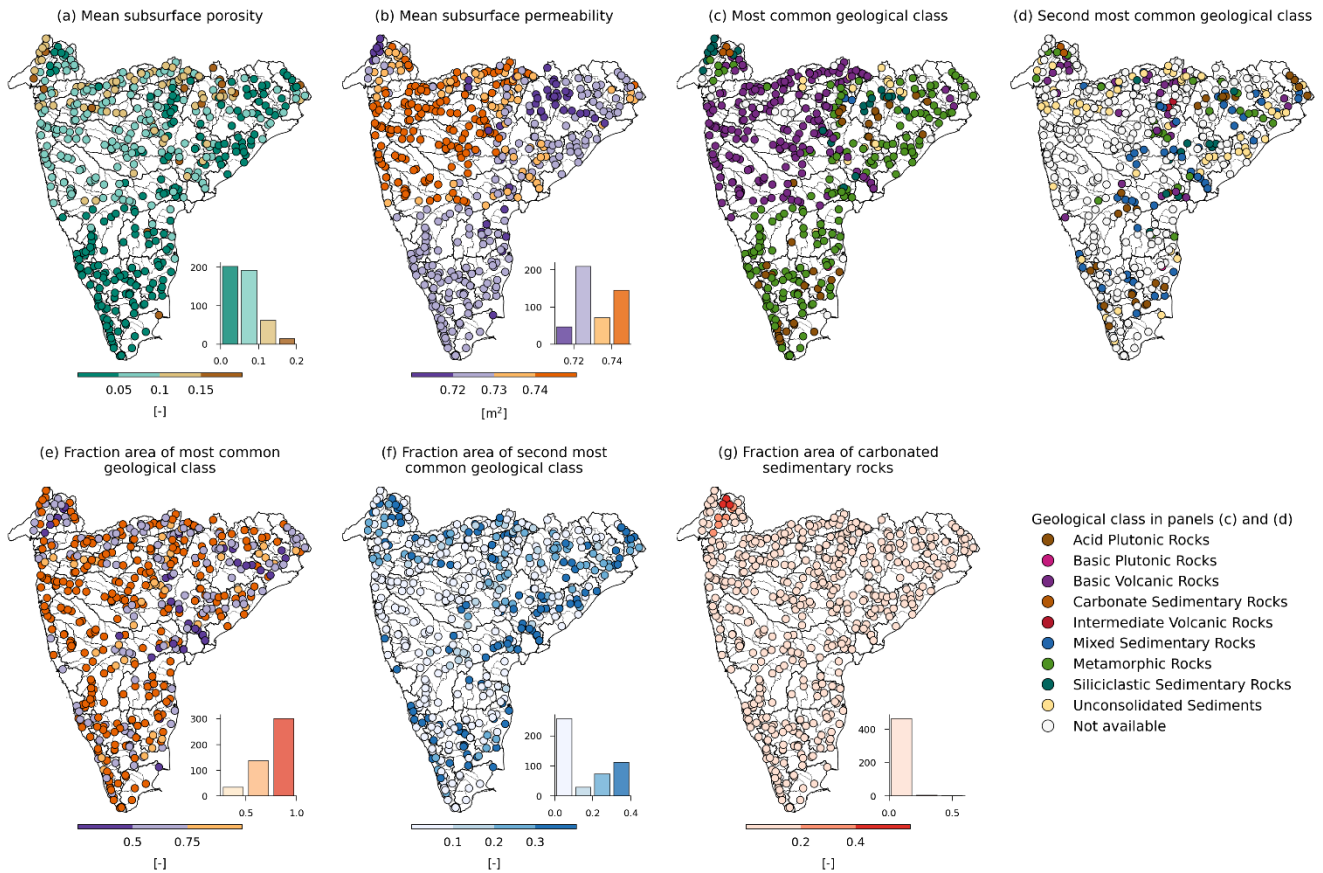 (a) Mean subsurface porosity
(b) Mean subsurface permeability
(c) Most common geological class
(d) Second most common geological class
200
100
0
0.0 0.1 0.2
0.05 0.1 0.15
[-]
200
100
0
0.72 0.74
0.72 0.73 0.74
[m²]
(e) Fraction area of most common
geological class
(f) Fraction area of second most
common geological class
(g) Fraction area of carbonated
sedimentary rocks
300
200
100
0
0.5 1.0
0.5 0.75
[-]
200
100
0
0.0 0.2 0.4
0.1 0.2 0.3
[-]
400
200
0
0.0 0.5
0.2 0.4
[-]
Geological class in panels (c) and (d)
Acid Plutonic Rocks
Basic Plutonic Rocks
Basic Volcanic Rocks
Carbonate Sedimentary Rocks
Intermediate Volcanic Rocks
Mixed Sedimentary Rocks
Metamorphic Rocks
Siliciclastic Sedimentary Rocks
Unconsolidated Sediments
Not available